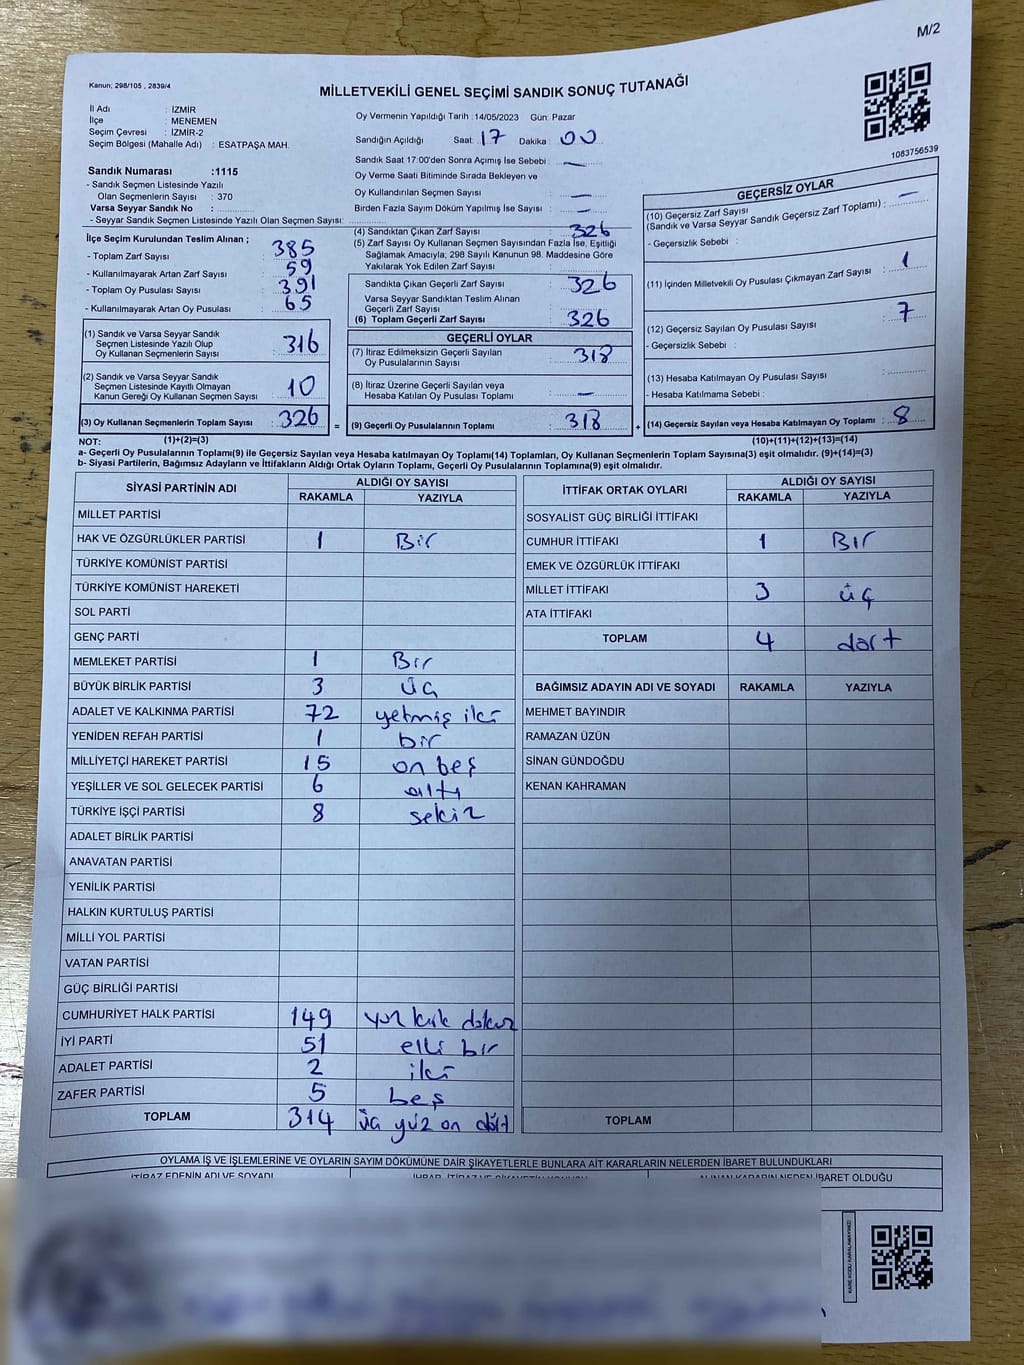 M/2
Kanun; 298/105 , 2839/4
MİLLETVEKİLİ GENEL SEÇİMİ SANDIK SONUÇ TUTANAĞI
1083756539
İl Adı : İZMİR
İlçe : MENEMEN
Seçim Çevresi : İZMİR-2
Seçim Bölgesi (Mahalle Adı) : ESATPAŞA MAH.
Sandık Numarası :1115
- Sandık Seçmen Listesinde Yazılı
Olan Seçmenlerin Sayısı : 370
Varsa Seyyar Sandık No :
- Seyyar Sandık Seçmen Listesinde Yazılı Olan Seçmen Sayısı:
Oy Vermenin Yapıldığı Tarih :14/05/2023 Gün: Pazar
Sandığın Açıldığı Saat: 17 Dakika: 00
Sandık Saat 17:00'den Sonra Açımış İse Sebebi : —
Oy Verme Saati Bitiminde Sırada Bekleyen ve
Oy Kullandırılan Seçmen Sayısı : —
Birden Fazla Sayım Döküm Yapılmış İse Sayısı : —
İlçe Seçim Kurulundan Teslim Alınan ;
- Toplam Zarf Sayısı : 385
- Kullanılmayarak Artan Zarf Sayısı : 59
- Toplam Oy Pusulası Sayısı : 391
- Kullanılmayarak Artan Oy Pusulası : 65
(1) Sandık ve Varsa Seyyar Sandık
Seçmen Listesinde Yazılı Olup
Oy Kullanan Seçmenlerin Sayısı : 316
(2) Sandık ve Varsa Seyyar Sandık
Seçmen Listesinde Kayıtlı Olmayan
Kanun Gereği Oy Kullanan Seçmen Sayısı : 10
(3) Oy Kullanan Seçmenlerin Toplam Sayısı : 326 =
(1)+(2)=(3)
(4) Sandıktan Çıkan Zarf Sayısı : 326
(5) Zarf Sayısı Oy Kullanan Seçmen Sayısından Fazla İse, Eşitliği
Sağlamak Amacıyla, 298 Sayılı Kanunun 98. Maddesine Göre
Yakılarak Yok Edilen Zarf Sayısı :
Sandıkta Çıkan Geçerli Zarf Sayısı : 326
Varsa Seyyar Sandıktan Teslim Alınan
Geçerli Zarf Sayısı :
(6) Toplam Geçerli Zarf Sayısı : 326
GEÇERLİ OYLAR
(7) İtiraz Edilmeksizin Geçerli Sayılan
Oy Pusulalarının Sayısı : 318
(8) İtiraz Üzerine Geçerli Sayılan veya
Hesaba Katılan Oy Pusulası Toplamı : —
(9) Geçerli Oy Pusulalarının Toplamı : 318 +
GEÇERSİZ OYLAR
(10) Geçersiz Zarf Sayısı
(Sandık ve Varsa Seyyar Sandık Geçersiz Zarf Toplamı) : —
- Geçersizlik Sebebi :
(11) İçinden Milletvekili Oy Pusulası Çıkmayan Zarf Sayısı : 1
(12) Geçersiz Sayılan Oy Pusulası Sayısı : 7
- Geçersizlik Sebebi :
(13) Hesaba Katılmayan Oy Pusulası Sayısı :
- Hesaba Katılmama Sebebi :
(14) Geçersiz Sayılan veya Hesaba Katılmayan Oy Toplamı : 8
(10)+(11)+(12)+(13)=(14)
NOT:
a- Geçerli Oy Pusulalarının Toplamı(9) ile Geçersiz Sayılan veya Hesaba katılmayan Oy Toplamı(14) Toplamları, Oy Kullanan Seçmenlerin Toplam Sayısına(3) eşit olmalıdır. (9)+(14)=(3)
b- Siyasi Partilerin, Bağımsız Adayların ve İttifakların Aldığı Ortak Oyların Toplamı, Geçerli Oy Pusulalarının Toplamına(9) eşit olmalıdır.
SİYASİ PARTİNİN ADI ALDIĞI OY SAYISI
RAKAMLA YAZIYLA
MİLLET PARTİSİ
HAK VE ÖZGÜRLÜKLER PARTİSİ 1 Bir
TÜRKİYE KOMÜNİST PARTİSİ
TÜRKİYE KOMÜNİST HAREKETİ
SOL PARTİ
GENÇ PARTİ
MEMLEKET PARTİSİ 1 Bir
BÜYÜK BİRLİK PARTİSİ 3 üç
ADALET VE KALKINMA PARTİSİ 72 yetmiş iki
YENİDEN REFAH PARTİSİ 1 bir
MİLLİYETÇİ HAREKET PARTİSİ 15 on beş
YEŞİLLER VE SOL GELECEK PARTİSİ 6 altı
TÜRKİYE İŞÇİ PARTİSİ 8 sekiz
ADALET BİRLİK PARTİSİ
ANAVATAN PARTİSİ
YENİLİK PARTİSİ
HALKIN KURTULUŞ PARTİSİ
MİLLİ YOL PARTİSİ
VATAN PARTİSİ
GÜÇ BİRLİĞİ PARTİSİ
CUMHURİYET HALK PARTİSİ 149 yüz kırk dokuz
İYİ PARTİ 51 elli bir
ADALET PARTİSİ 2 iki
ZAFER PARTİSİ 5 beş
TOPLAM 314 üç yüz on dört
İTTİFAK ORTAK OYLARI ALDIĞI OY SAYISI
RAKAMLA YAZIYLA
SOSYALİST GÜÇ BİRLİĞİ İTTİFAKI
CUMHUR İTTİFAKI 1 BIr
EMEK VE ÖZGÜRLÜK İTTİFAKI
MİLLET İTTİFAKI 3 üç
ATA İTTİFAKI
TOPLAM 4 dört
BAĞIMSIZ ADAYIN ADI VE SOYADI RAKAMLA YAZIYLA
MEHMET BAYINDIR
RAMAZAN ÜZÜN
SİNAN GÜNDOĞDU
KENAN KAHRAMAN
TOPLAM
OYLAMA İŞ VE İŞLEMLERİNE VE OYLARIN SAYIM DÖKÜMÜNE DAİR ŞİKAYETLERLE BUNLARA AİT KARARLARIN NELERDEN İBARET BULUNDUKLARI
İTİRAZ EDENİN ADI VE SOYADI İHBAR, İTİRAZ VE ŞİKAYETİN KONUSU ALINAN KARARIN NEDEN İBARET OLDUĞU
KARE KODU KARALAMAYINIZ!